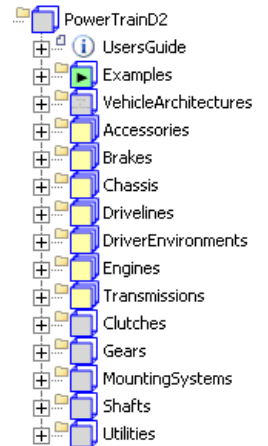 PowerTrainD2
UsersGuide
Examples
VehicleArchitectures
Accessories
Brakes
Chassis
Drivelines
DriverEnvironments
Engines
Transmissions
Clutches
Gears
MountingSystems
Shafts
Utilities